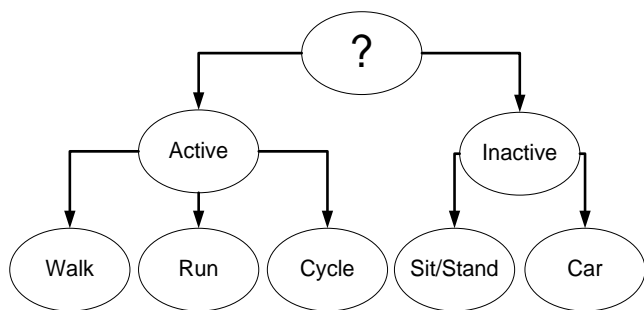 ?
Active
Inactive
Walk
Run
Cycle
Sit/Stand
Car